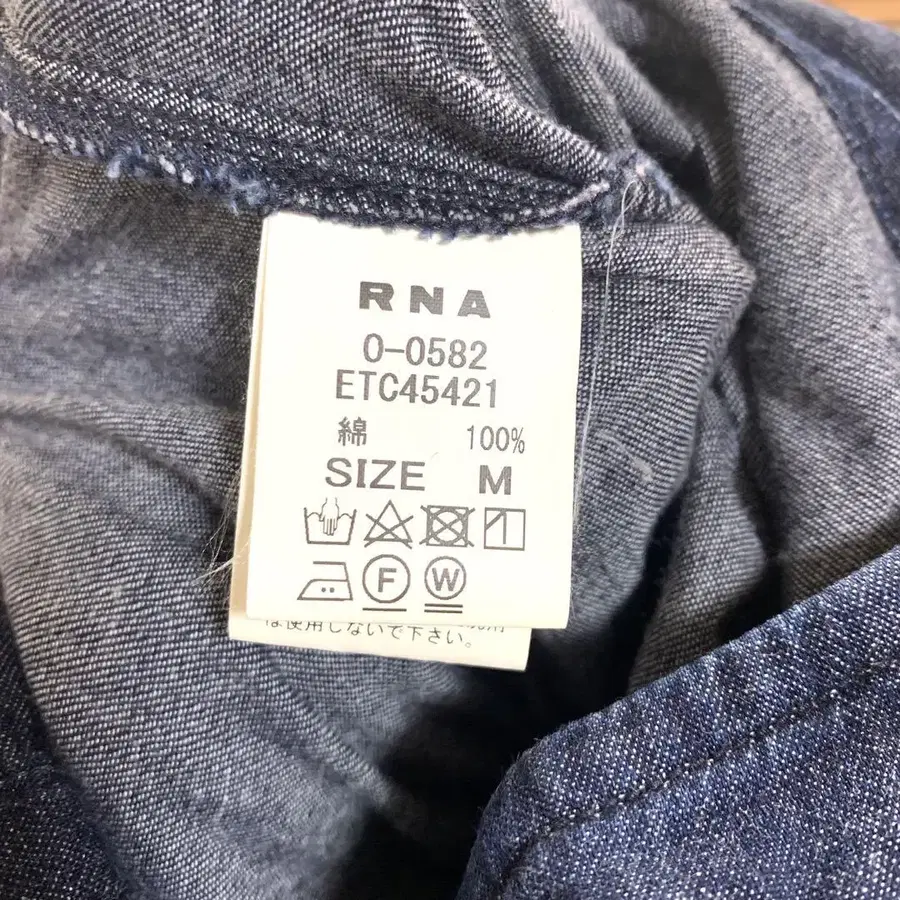 RNA
0-0582
ETC45421
綿 100%
SIZE M
F W
は使用しないで下さい。